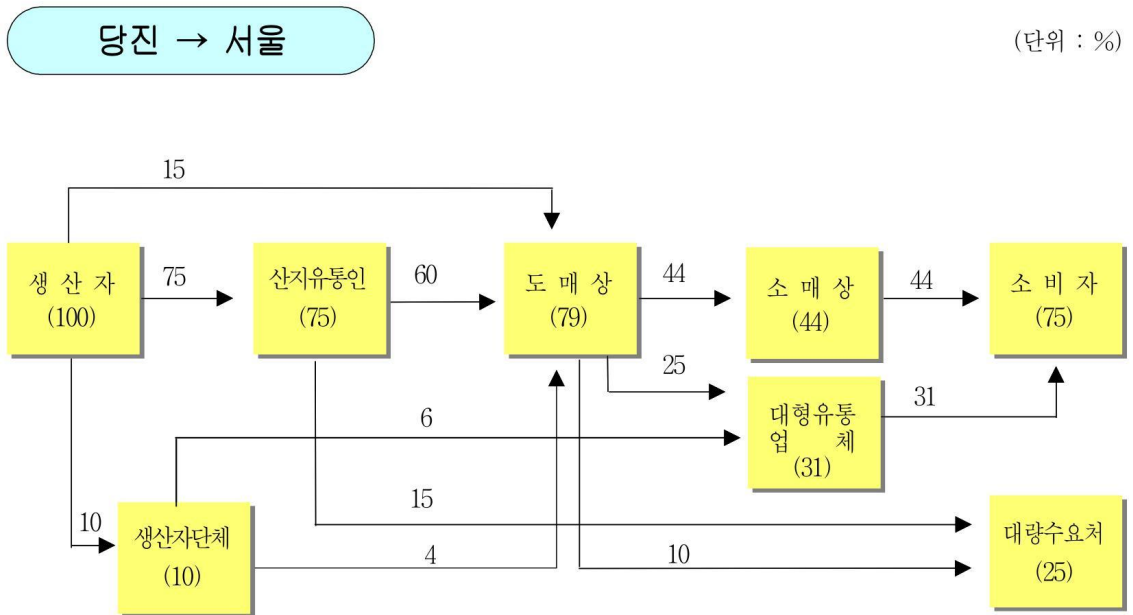 당진 → 서울
(단위 : %)
15
생 산 자
(100)
75
산지유통인
(75)
60
도 매 상
(79)
44
소 매 상
(44)
44
소 비 자
(75)
25
대형유통
업 체
(31)
31
6
10
생산자단체
(10)
15
4
10
대량수요처
(25)